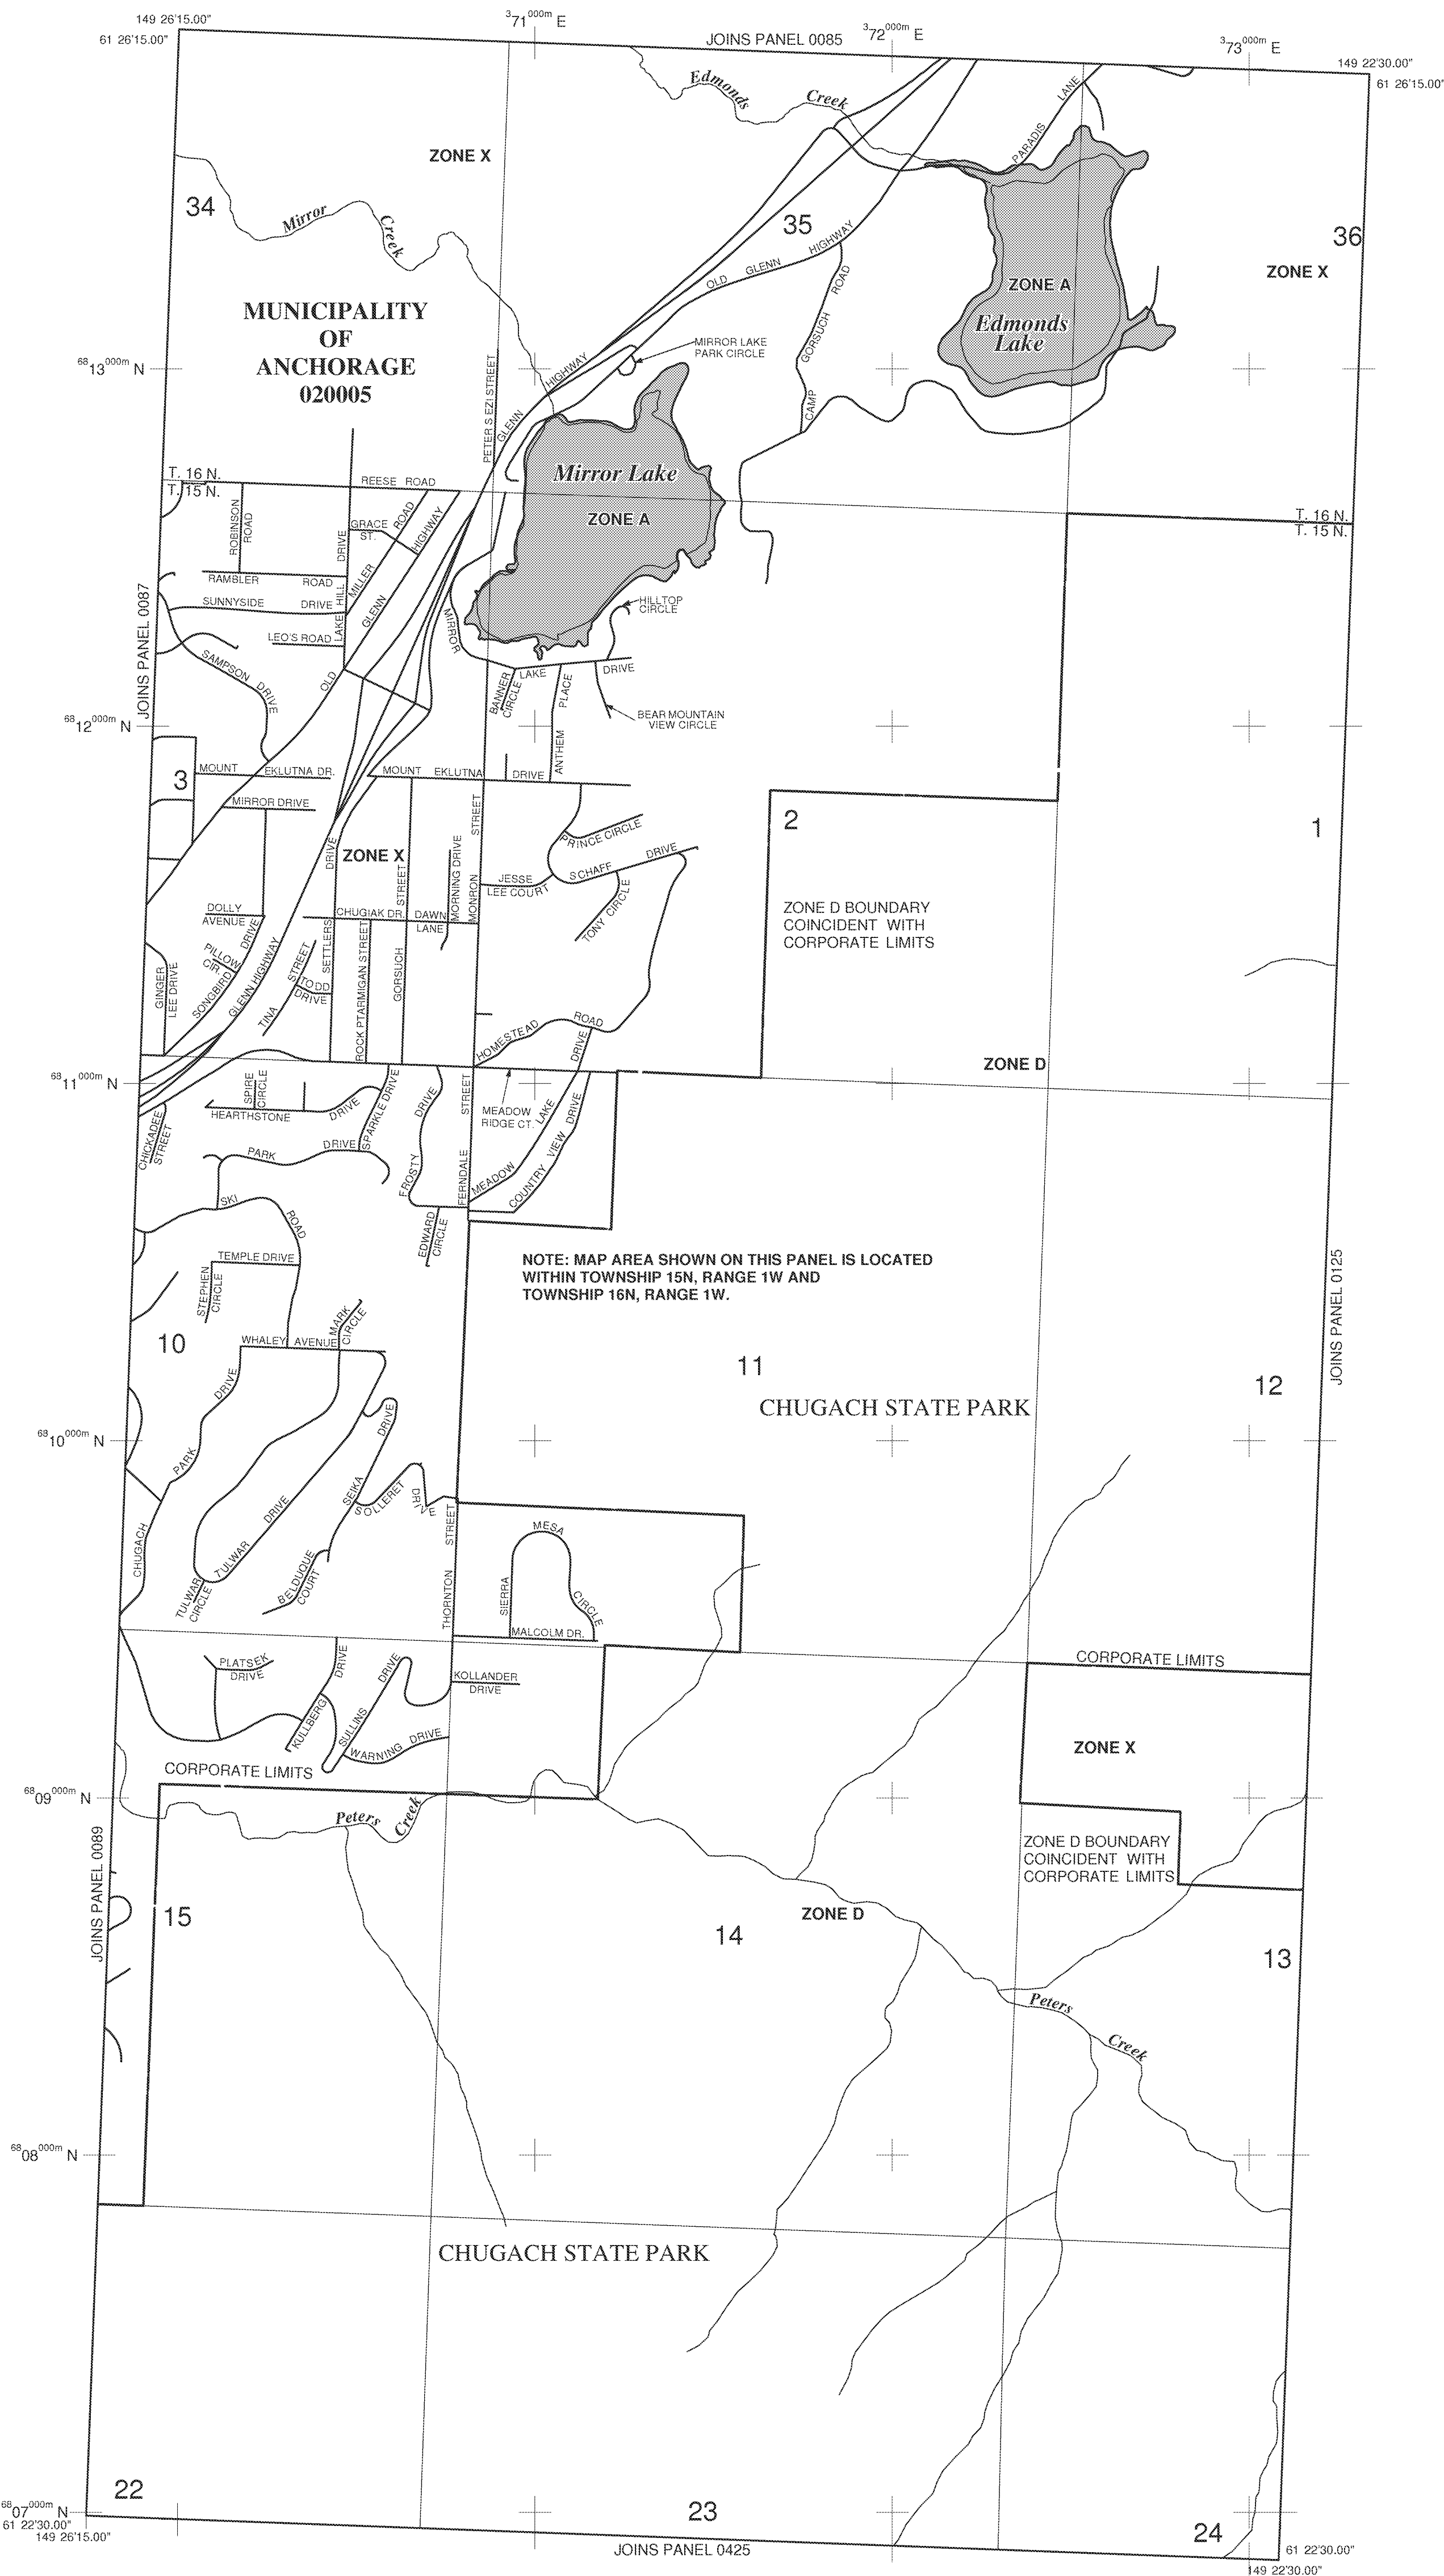 149 26'15.00"
61 26'15.00"
371000m E
372000m E
373000m E
JOINS PANEL 0085
149 22'30.00"
61 26'15.00"
Edmonds Creek
PARADIS LANE
ZONE X
34
Mirror Creek
35
36
ZONE X
OLD GLENN HIGHWAY
GORSUCH ROAD
CAMP
ZONE A
Edmonds
Lake
MUNICIPALITY
OF
ANCHORAGE
020005
MIRROR LAKE
PARK CIRCLE
6813000m N
PETER S EZI STREET
GLENN HIGHWAY
Mirror Lake
ZONE A
T. 16 N.
T. 15 N.
REESE ROAD
T. 16 N.
T. 15 N.
ROBINSON
ROAD
GRACE
ST.
MILLER ROAD
OLD GLENN HIGHWAY
LAKE HILL DRIVE
RAMBLER ROAD
SUNNYSIDE DRIVE
LEO'S ROAD
SAMPSON DRIVE
MIRROR LAKE DRIVE
HILLTOP
CIRCLE
BANNER
CIRCLE
ANTHEM PLACE
BEAR MOUNTAIN
VIEW CIRCLE
JOINS PANEL 0087
6812000m N
3
MOUNT EKLUTNA DR.
MOUNT EKLUTNA DRIVE
MIRROR DRIVE
ZONE X
PRINCE CIRCLE
SCHAFF DRIVE
JESSE
LEE COURT
TONY CIRCLE
MORNING DRIVE
MONRON STREET
2
1
ZONE D BOUNDARY
COINCIDENT WITH
CORPORATE LIMITS
DOLLY
AVENUE
CHUGIAK DR.
DAWN
LANE
SETTLERS DRIVE
ROCK PTARMIGAN STREET
GORSUCH STREET
PILLOW
CIR.
SONGBIRD DRIVE
GLENN HIGHWAY
GINGER
LEE DRIVE
TINA STREET
TODD
DRIVE
HOMESTEAD ROAD
ZONE D
6811000m N
SPIRE
CIRCLE
HEARTHSTONE DRIVE
SPARKLE DRIVE
FROSTY DRIVE
FERNDALE STREET
MEADOW
RIDGE CT.
MEADOW LAKE DRIVE
COUNTRY VIEW DRIVE
CHICKADEE
STREET
PARK DRIVE
SKI ROAD
EDWARD
CIRCLE
TEMPLE DRIVE
STEPHEN
CIRCLE
NOTE: MAP AREA SHOWN ON THIS PANEL IS LOCATED
WITHIN TOWNSHIP 15N, RANGE 1W AND
TOWNSHIP 16N, RANGE 1W.
JOINS PANEL 0125
10
MARK
CIRCLE
WHALEY AVENUE
11
12
CHUGACH STATE PARK
6810000m N
CHUGACH PARK DRIVE
SEIKA DRIVE
SOLLERET DRIVE
TULWAR DRIVE
TULWAR
CIRCLE
BELDUQUE
COURT
THORNTON STREET
SIERRA MESA CIRCLE
MALCOLM DR.
PLATSEK
DRIVE
KULLBERG DRIVE
SULLINS DRIVE
WARNING DRIVE
KOLLANDER
DRIVE
CORPORATE LIMITS
ZONE X
CORPORATE LIMITS
6809000m N
Peters Creek
ZONE D BOUNDARY
COINCIDENT WITH
CORPORATE LIMITS
JOINS PANEL 0089
15
ZONE D
14
13
Peters Creek
6808000m N
CHUGACH STATE PARK
22
23
24
6807000m N
61 22'30.00"
149 26'15.00"
JOINS PANEL 0425
61 22'30.00"
149 22'30.00"